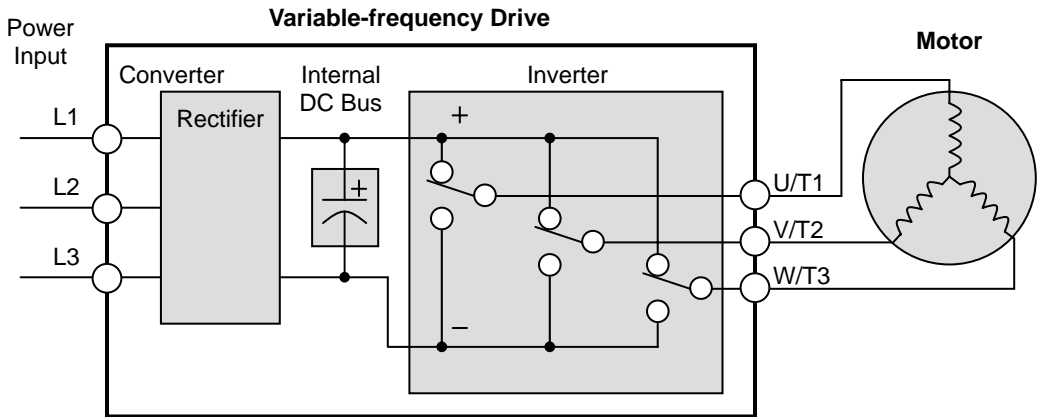 Variable-frequency Drive
Power
Input
Motor
Converter
Internal
DC Bus
Inverter
L1
Rectifier
+
+
L2
U/T1
V/T2
L3
W/T3
−